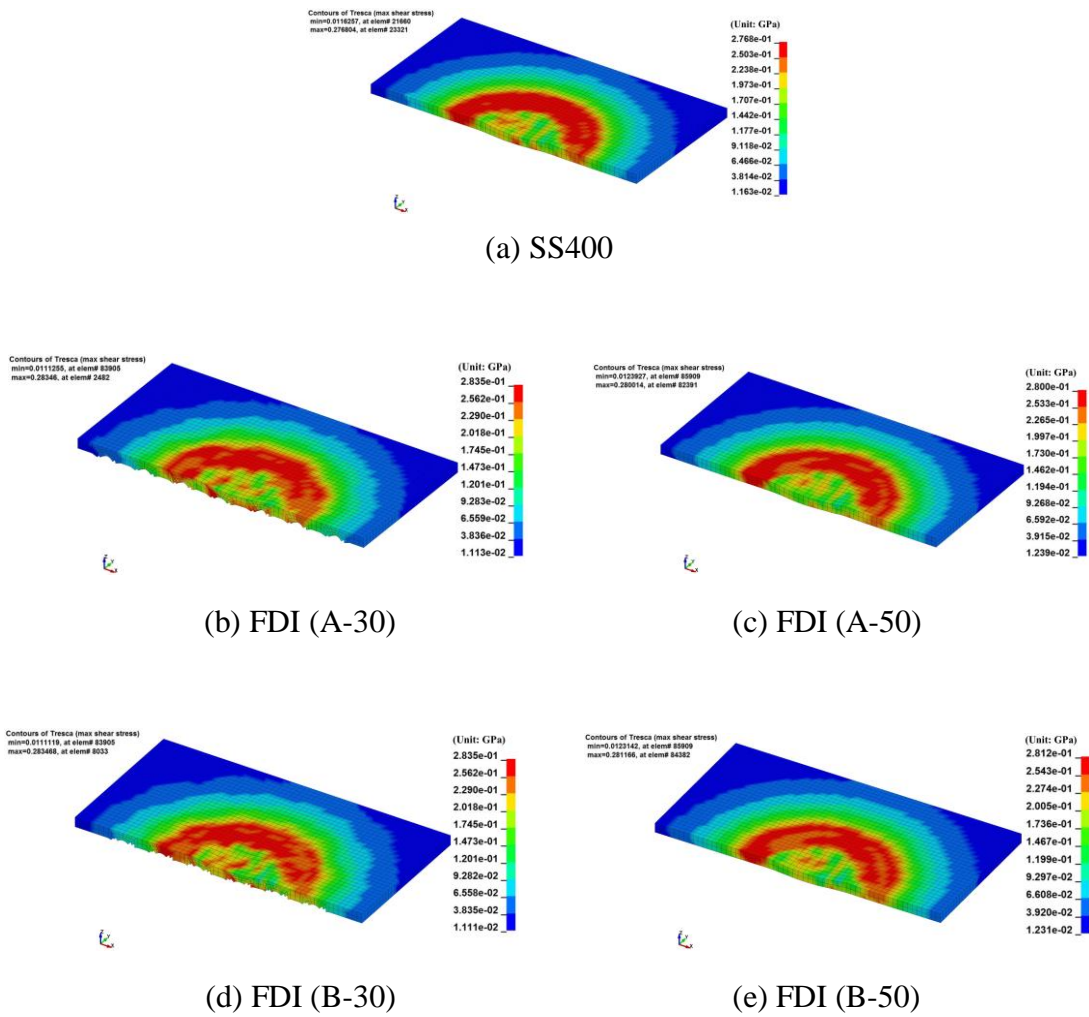 Contours of Tresca (max shear stress)
min=0.0116257, at elem# 21660
max=0.276804, at elem# 23321
(Unit: GPa)
2.768e-01
2.503e-01
2.238e-01
1.973e-01
1.707e-01
1.442e-01
1.177e-01
9.118e-02
6.466e-02
3.814e-02
1.163e-02
(a) SS400
Contours of Tresca (max shear stress)
min=0.0111255, at elem# 83905
max=0.28346, at elem# 2482
(Unit: GPa)
2.835e-01
2.562e-01
2.290e-01
2.018e-01
1.745e-01
1.473e-01
1.201e-01
9.283e-02
6.559e-02
3.836e-02
1.113e-02
(b) FDI (A-30)
Contours of Tresca (max shear stress)
min=0.0123927, at elem# 85909
max=0.280014, at elem# 82391
(Unit: GPa)
2.800e-01
2.533e-01
2.265e-01
1.997e-01
1.730e-01
1.462e-01
1.194e-01
9.268e-02
6.592e-02
3.915e-02
1.239e-02
(c) FDI (A-50)
Contours of Tresca (max shear stress)
min=0.0111119, at elem# 83905
max=0.283468, at elem# 8033
(Unit: GPa)
2.835e-01
2.562e-01
2.290e-01
2.018e-01
1.745e-01
1.473e-01
1.201e-01
9.282e-02
6.558e-02
3.835e-02
1.111e-02
(d) FDI (B-30)
Contours of Tresca (max shear stress)
min=0.0123142, at elem# 85909
max=0.281166, at elem# 84382
(Unit: GPa)
2.812e-01
2.543e-01
2.274e-01
2.005e-01
1.736e-01
1.467e-01
1.199e-01
9.297e-02
6.608e-02
3.920e-02
1.231e-02
(e) FDI (B-50)